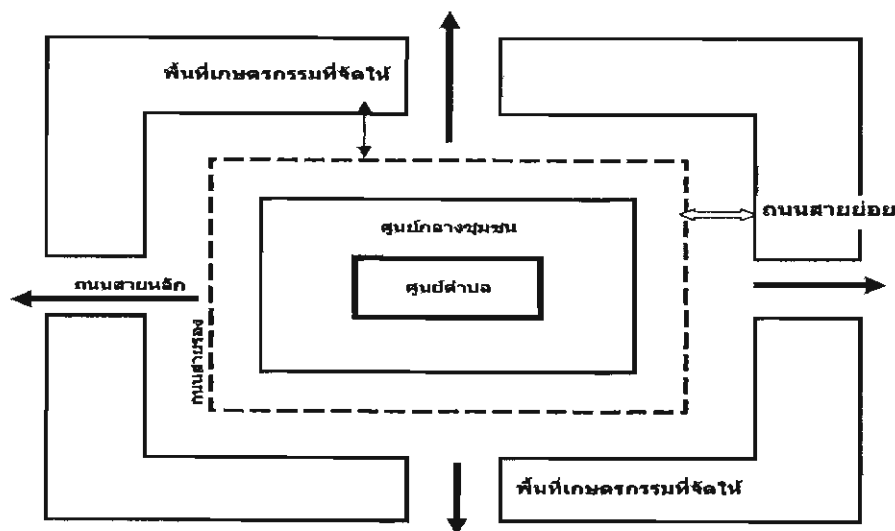 พื้นที่เกษตรกรรมที่จัดให้
ถนนสายย่อย
ศูนย์กลางชุมชน
ถนนสายหลัก
ศูนย์ตำบล
ถนนสายรอง
พื้นที่เกษตรกรรมที่จัดให้